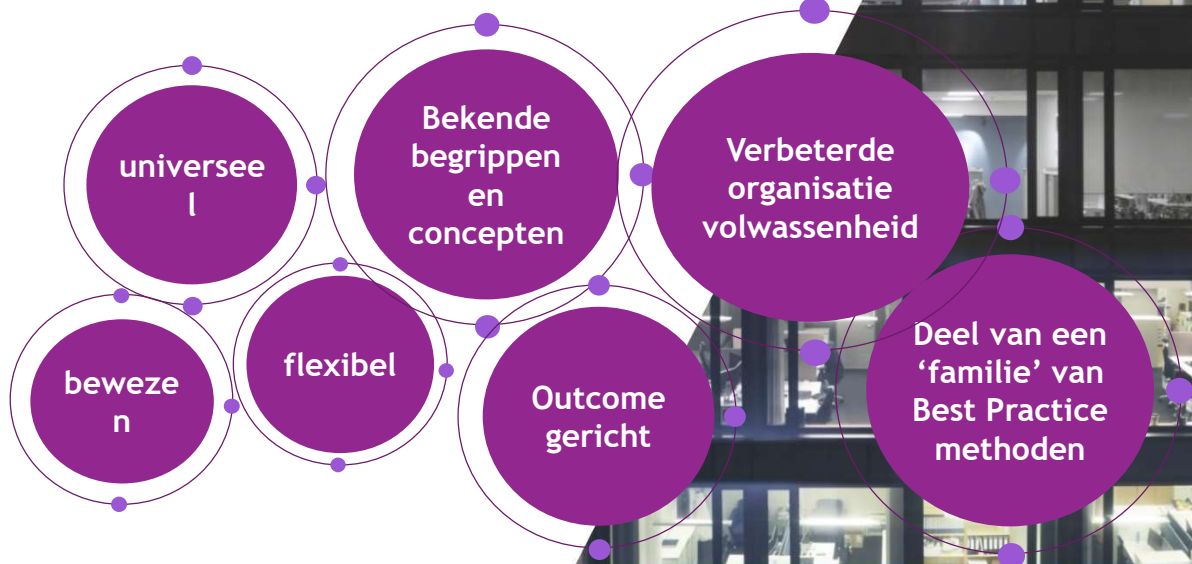 universee
l
Bekende
begrippen
en
concepten
Verbeterde
organisatie
volwassenheid
beweze
n
flexibel
Outcome
gericht
Deel van een
‘familie’ van
Best Practice
methoden